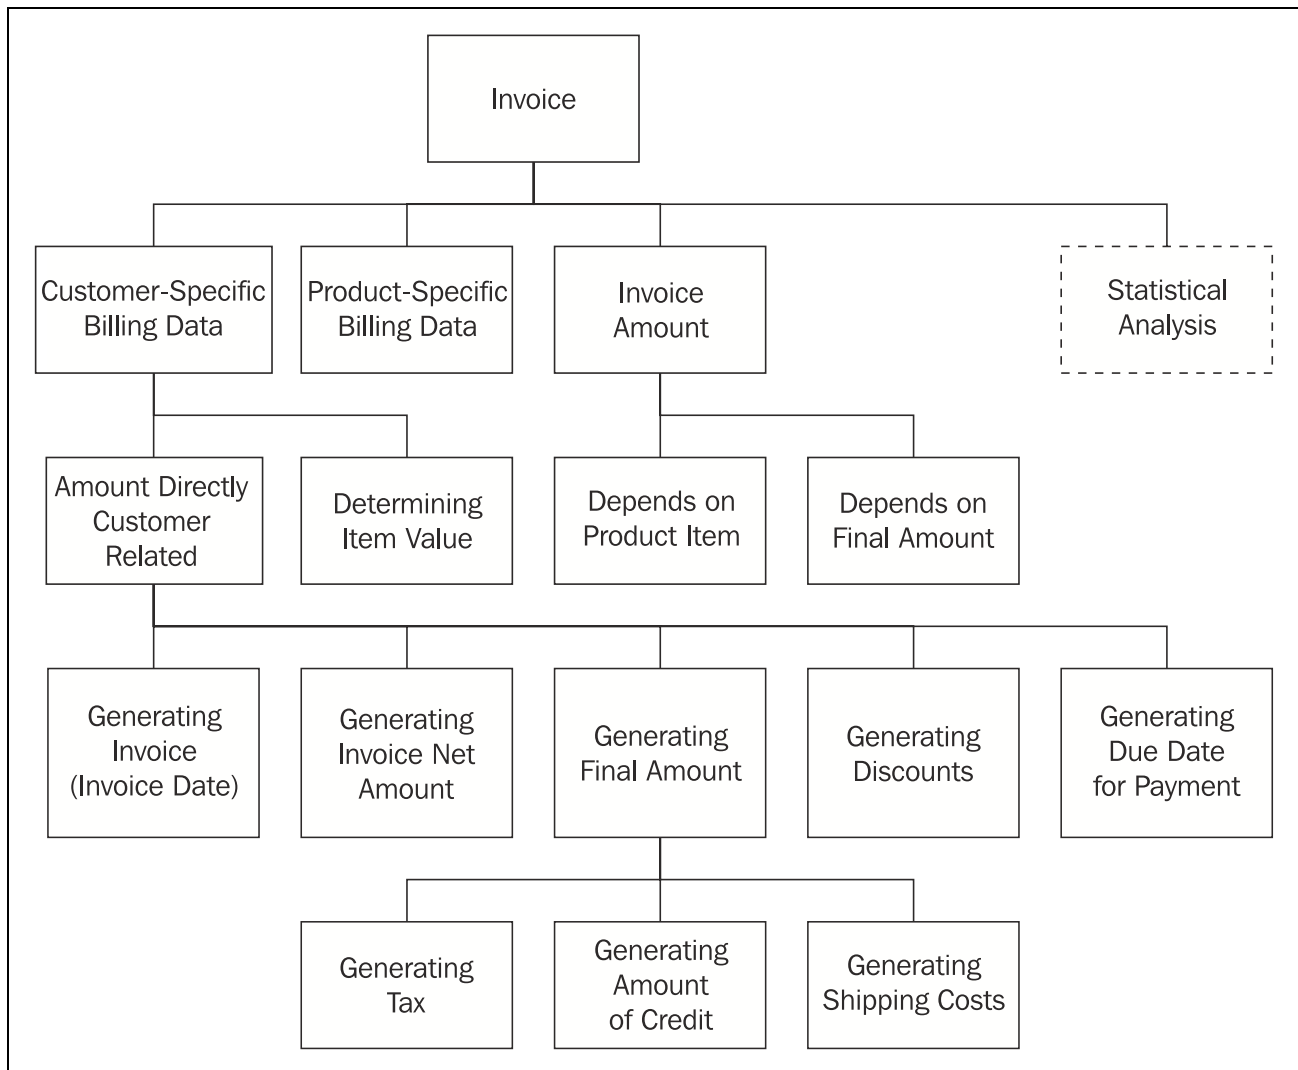 Invoice
Customer-Specific
Billing Data
Product-Specific
Billing Data
Invoice
Amount
Statistical
Analysis
Amount Directly
Customer
Related
Determining
Item Value
Depends on
Product Item
Depends on
Final Amount
Generating
Invoice
(Invoice Date)
Generating
Invoice Net
Amount
Generating
Final Amount
Generating
Discounts
Generating
Due Date
for Payment
Generating
Tax
Generating
Amount
of Credit
Generating
Shipping Costs